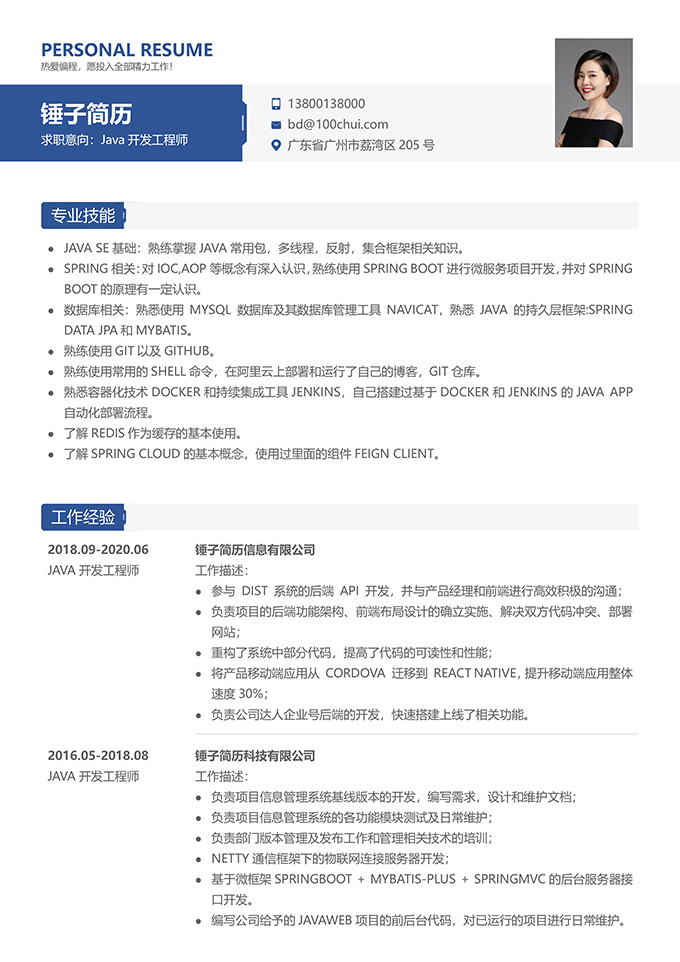 PERSONAL RESUME
热爱编程，愿投入全部精力工作！
锤子简历
求职意向：Java 开发工程师
13800138000
bd@100chui.com
广东省广州市荔湾区 205 号
专业技能
● JAVA SE 基础：熟练掌握 JAVA 常用包，多线程，反射，集合框架相关知识。
● SPRING 相关：对 IOC,AOP 等概念有深入认识，熟练使用 SPRING BOOT 进行微服务项目开发，并对 SPRING
BOOT 的原理有一定认识。
● 数据库相关：熟悉使用 MYSQL 数据库及其数据库管理工具 NAVICAT，熟悉 JAVA 的持久层框架:SPRING
DATA JPA 和 MYBATIS。
● 熟练使用 GIT 以及 GITHUB。
● 熟练使用常用的 SHELL 命令，在阿里云上部署和运行了自己的博客，GIT 仓库。
● 熟悉容器化技术 DOCKER 和持续集成工具 JENKINS，自己搭建过基于 DOCKER 和 JENKINS 的 JAVA APP
自动化部署流程。
● 了解 REDIS 作为缓存的基本使用。
● 了解 SPRING CLOUD 的基本概念，使用过里面的组件 FEIGN CLIENT。
工作经验
2018.09-2020.06 锤子简历信息有限公司
JAVA 开发工程师 工作描述：
● 参与 DIST 系统的后端 API 开发，并与产品经理和前端进行高效积极的沟通；
● 负责项目的后端功能架构、前端布局设计的确立实施、解决双方代码冲突、部署
网站；
● 重构了系统中部分代码，提高了代码的可读性和性能；
● 将产品移动端应用从 CORDOVA 迁移到 REACT NATIVE，提升移动端应用整体
速度 30%；
● 负责公司达人企业号后端的开发，快速搭建上线了相关功能。
2016.05-2018.08 锤子简历科技有限公司
JAVA 开发工程师 工作描述：
● 负责项目信息管理系统基线版本的开发，编写需求，设计和维护文档；
● 负责项目信息管理系统的各功能模块测试及日常维护；
● 负责部门版本管理及发布工作和管理相关技术的培训；
● NETTY 通信框架下的物联网连接服务器开发；
● 基于微框架 SPRINGBOOT + MYBATIS-PLUS + SPRINGMVC 的后台服务器接
口开发。
● 编写公司给予的 JAVAWEB 项目的前后台代码，对已运行的项目进行日常维护。